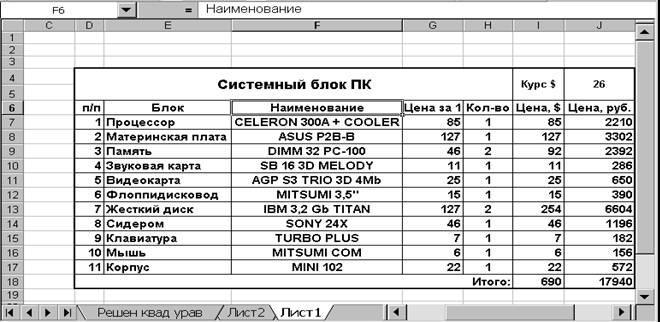 F6 = Наименование
C D E F G H I J
1
2
3
4 Системный блок ПК Курс $ 26
5
6 п/п Блок Наименование Цена за 1 Кол-во Цена, $ Цена, руб.
7 1 Процессор CELERON 300A + COOLER 85 1 85 2210
8 2 Материнская плата ASUS P2B-B 127 1 127 3302
9 3 Память DIMM 32 PC-100 46 2 92 2392
10 4 Звуковая карта SB 16 3D MELODY 11 1 11 286
11 5 Видеокарта AGP S3 TRIO 3D 4Mb 25 1 25 650
12 6 Флоппидисковод MITSUMI 3,5" 15 1 15 390
13 7 Жесткий диск IBM 3,2 Gb TITAN 127 2 254 6604
14 8 Сидером SONY 24X 46 1 46 1196
15 9 Клавиатура TURBO PLUS 7 1 7 182
16 10 Мышь MITSUMI COM 6 1 6 156
17 11 Корпус MINI 102 22 1 22 572
18 Итого: 690 17940
19
Решен квад урав Лист2 Лист1